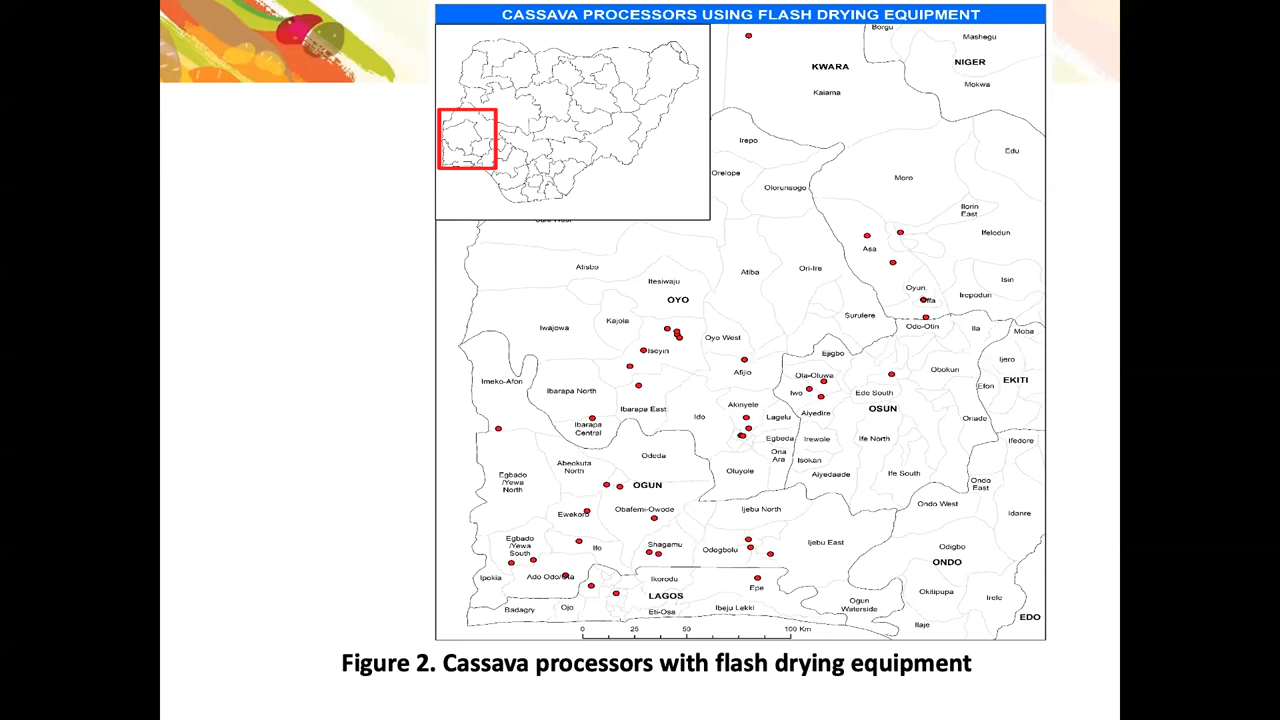 CASSAVA PROCESSORS USING FLASH DRYING EQUIPMENT
Borgu
Mashegu
KWARA
NIGER
Kaiama
Mokwa
Irepo
Edu
Orelope
Moro
Olorunsogo
Ilorin
East
Ifelodun
Asa
Atisbo
Atiba
Ori-Ire
Itesiwaju
Isin
Oyun
Irepodun
OYO
Offa
Kajola
Surulere
Iwajowa
Odo-Otin
Ila
Moba
Oyo West
Iseyin
Ejigbo
Ijero
Imeko-Afon
Afijio
Ola-Oluwa
Obokun
EKITI
Ibarapa North
Iwo
Ede South
Efon
Ibarapa East
Akinyele
OSUN
Ido
Lagelu
Aiyedire
Oriade
Ibarapa
Central
Egbeda
Irewole
Ife North
Ifedore
Odeda
Ona
Ara
Isokan
Abeokuta
North
Oluyole
Aiyedaade
Ife South
Egbado
/Yewa
North
OGUN
Ondo
East
Obafemi-Owode
Ijebu North
Ondo West
Ewekoro
Idanre
Egbado
/Yewa
South
Ifo
Shagamu
Odogbolu
Ijebu East
Odigbo
ONDO
Ipokia
Ado Odo/Ota
Ikorodu
Epe
LAGOS
Okitipupa
Irele
Badagry
Ojo
Eti-Osa
Ibeju Lekki
Ogun
Waterside
EDO
Ilaje
0 25 50 100 Km
Figure 2. Cassava processors with flash drying equipment